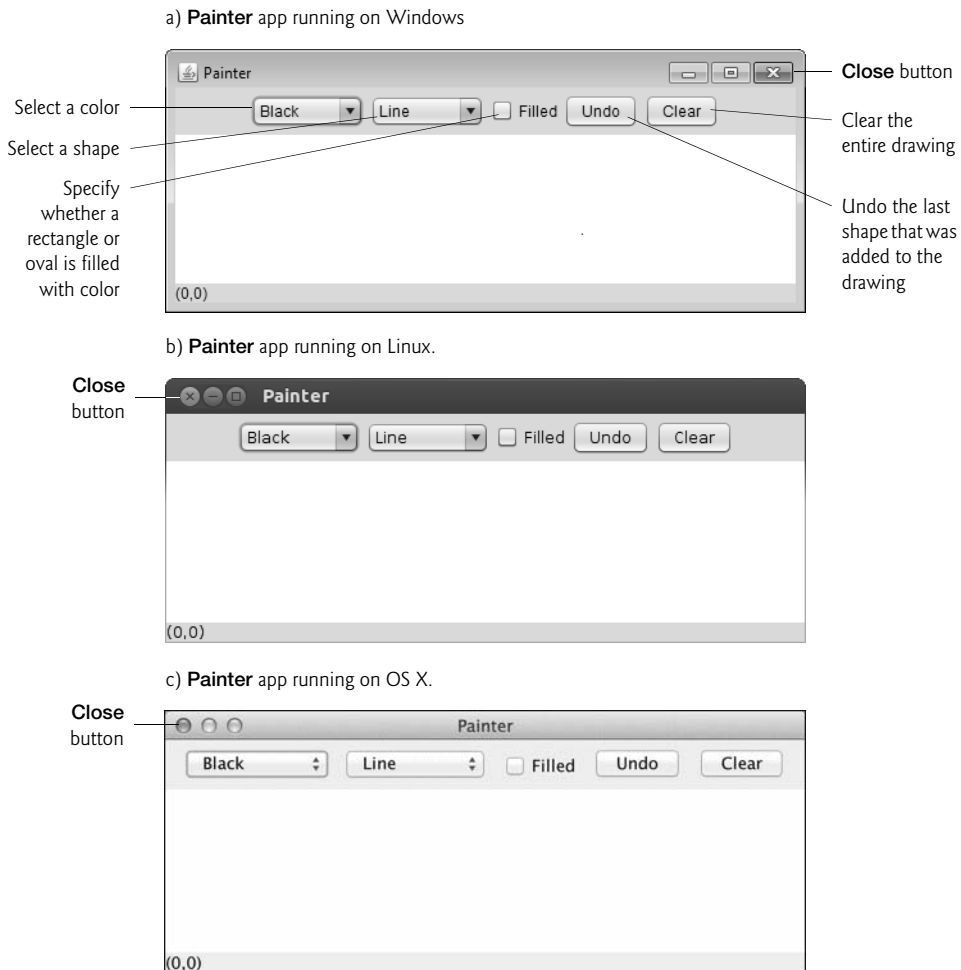 a) Painter app running on Windows
Painter
Close button
Select a color
Black
Line
Filled
Undo
Clear
Clear the
entire drawing
Select a shape
Specify
whether a
rectangle or
oval is filled
with color
Undo the last
shape that was
added to the
drawing
(0,0)
b) Painter app running on Linux.
Close
button
Painter
Black
Line
Filled
Undo
Clear
(0,0)
c) Painter app running on OS X.
Close
button
Painter
Black
Line
Filled
Undo
Clear
(0,0)